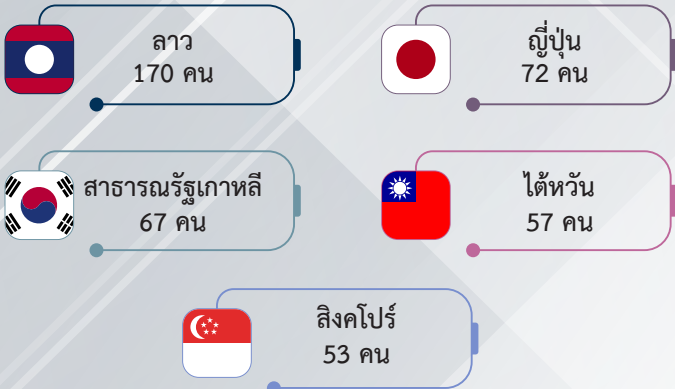 ลาว
170 คน
ญี่ปุ่น
72 คน
สาธารณรัฐเกาหลี
67 คน
ไต้หวัน
57 คน
สิงคโปร์
53 คน